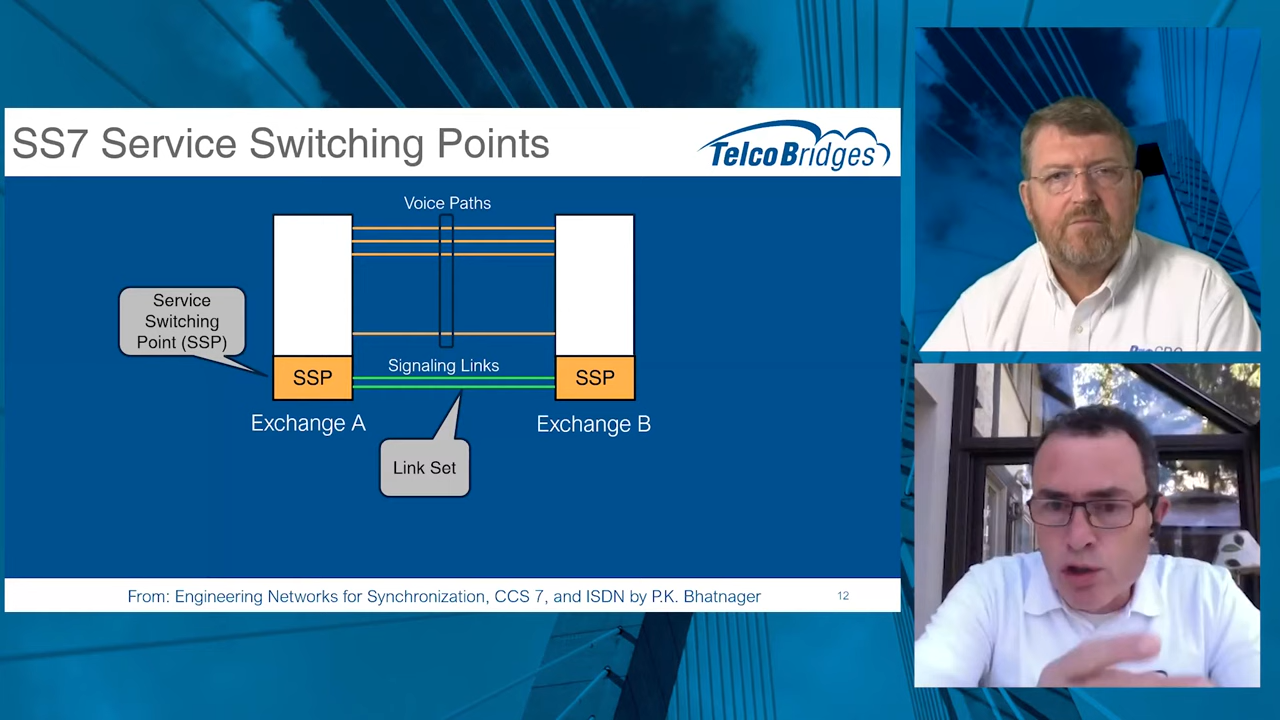 SS7 Service Switching Points
TelcoBridges
Voice Paths
Service
Switching
Point (SSP)
Signaling Links
SSP
SSP
Exchange A
Exchange B
Link Set
From: Engineering Networks for Synchronization, CCS 7, and ISDN by P.K. Bhatnager
12